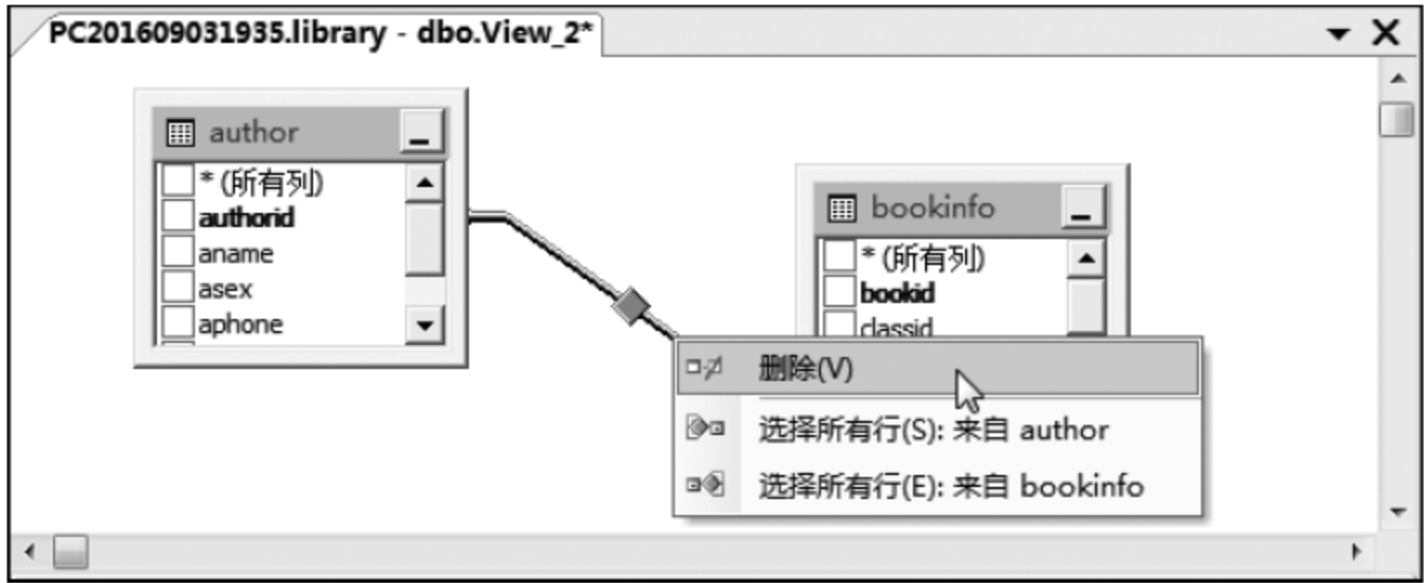 PC201609031935.library - dbo.View_2*
author
* (所有列)
authorid
aname
asex
aphone
bookinfo
* (所有列)
bookid
classid
删除(V)
选择所有行(S): 来自 author
选择所有行(E): 来自 bookinfo